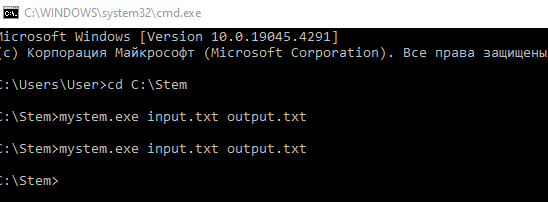 C:\WINDOWS\system32\cmd.exe
Microsoft Windows [Version 10.0.19045.4291]
(c) Корпорация Майкрософт (Microsoft Corporation). Все права защищены
C:\Users\User>cd C:\Stem
C:\Stem>mystem.exe input.txt output.txt
C:\Stem>mystem.exe input.txt output.txt
C:\Stem>